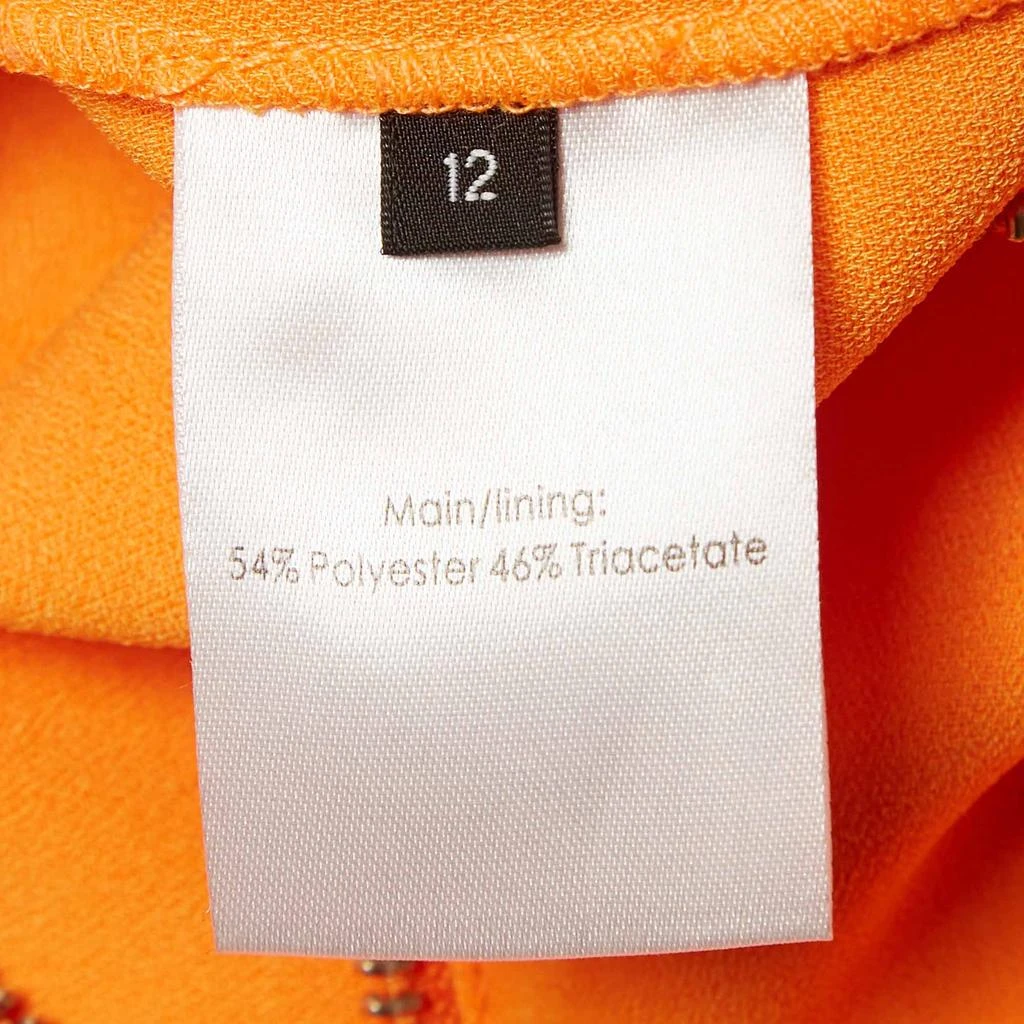 12
Main/lining:
54% Polyester 46% Triacetate